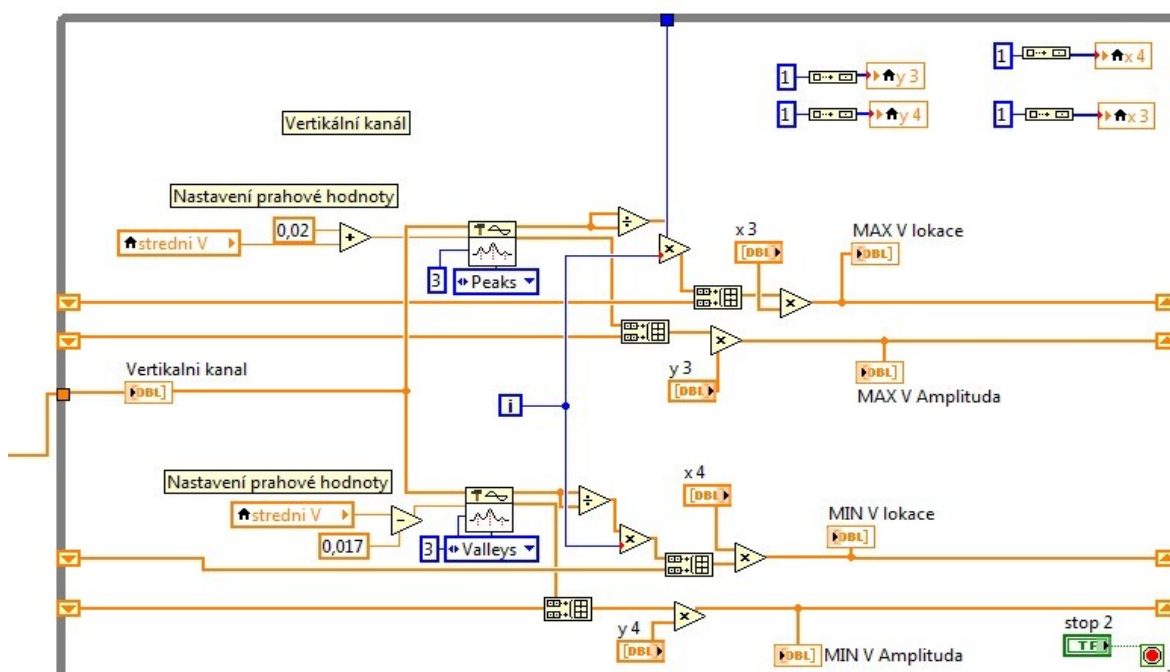 1
y 3
1
x 4
1
y 4
1
x 3
Vertikální kanál
Nastavení prahové hodnoty
0,02
stredni V
+
÷
×
3
Peaks
x 3
DBL
MAX V lokace
DBL
×
×
y 3
DBL
DBL
MAX V Amplituda
Vertikalni kanal
DBL
i
Nastavení prahové hodnoty
stredni V
-
0,017
3
Valleys
÷
×
x 4
DBL
×
MIN V lokace
DBL
y 4
DBL
×
DBL
MIN V Amplituda
stop 2
TF